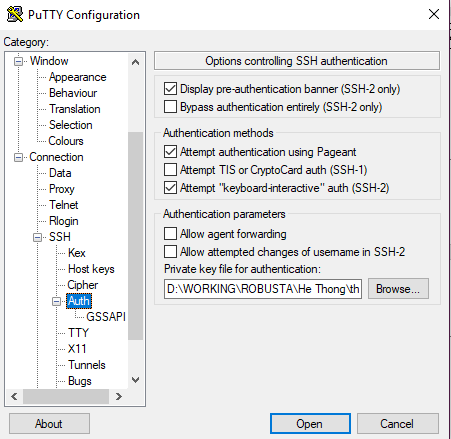 PuTTY Configuration
Category:
Window
Appearance
Behaviour
Translation
Selection
Colours
Connection
Data
Proxy
Telnet
Rlogin
SSH
Kex
Host keys
Cipher
Auth
GSSAPI
TTY
X11
Tunnels
Bugs
Options controlling SSH authentication
Display pre-authentication banner (SSH-2 only)
Bypass authentication entirely (SSH-2 only)
Authentication methods
Attempt authentication using Pageant
Attempt TIS or CryptoCard auth (SSH-1)
Attempt "keyboard-interactive" auth (SSH-2)
Authentication parameters
Allow agent forwarding
Allow attempted changes of username in SSH-2
Private key file for authentication:
D:\WORKING\ROBUSTA\He Thong\th
Browse...
About
Open
Cancel